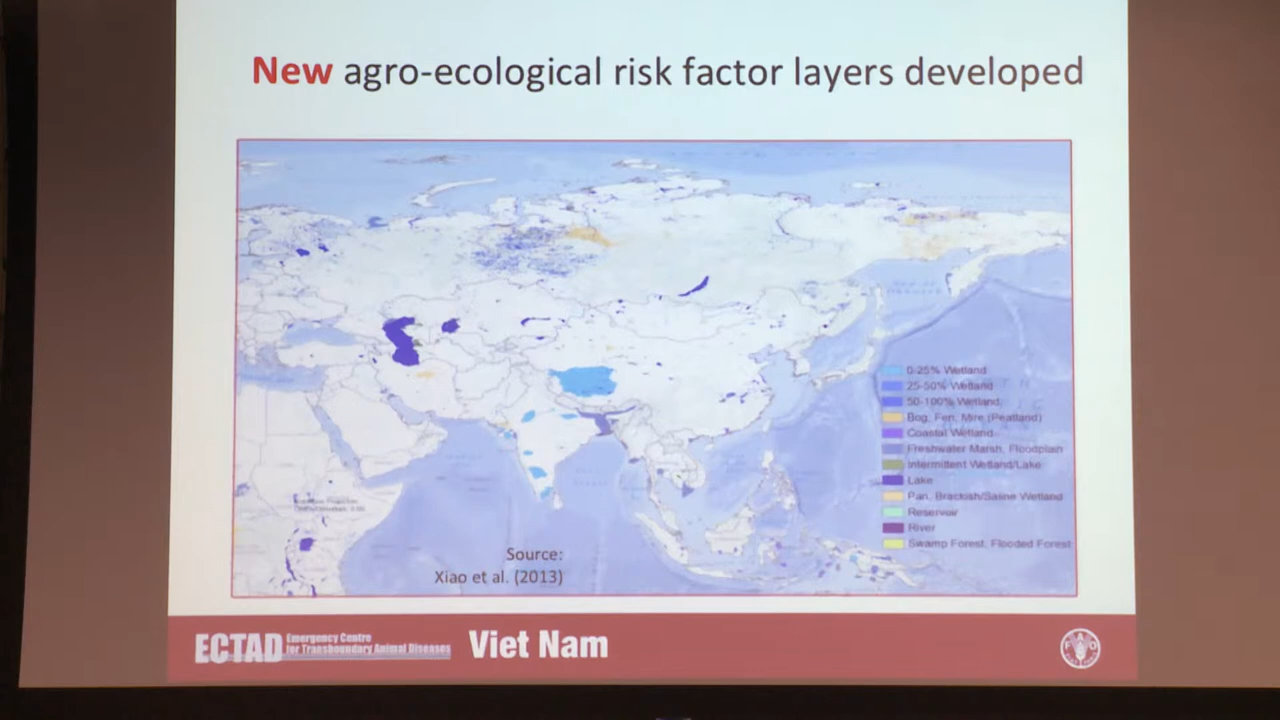 New agro-ecological risk factor layers developed
0-25% Wetland
25-50% Wetland
50-100% Wetland
Bog, Fen, Mire (Peatland)
Coastal Wetland
Freshwater Marsh, Floodplain
Intermittent Wetland/Lake
Lake
Pan, Brackish/Saline Wetland
Reservoir
River
Swamp Forest, Flooded Forest
Source:
Xiao et al. (2013)
ECTAD Emergency Centre
for Transboundary Animal Diseases
Viet Nam
FAO